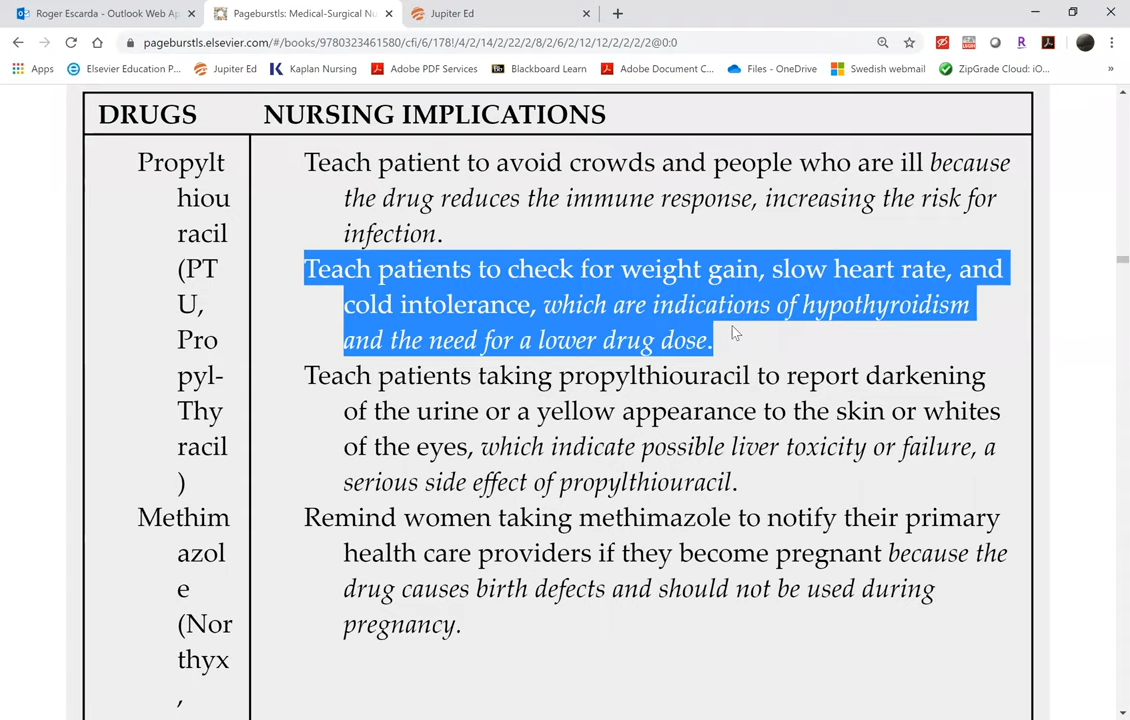 Roger Escarda - Outlook Web Ap
Pageburstls: Medical-Surgical Nu
Jupiter Ed
pageburstls.elsevier.com/#/books/9780323461580/cfi/6/178!/4/2/14/2/22/2/8/2/6/2/12/12/2/2/2/2@0:0
Apps
Elsevier Education P...
Jupiter Ed
Kaplan Nursing
Adobe PDF Services
Blackboard Learn
Adobe Document C...
Files - OneDrive
Swedish webmail
ZipGrade Cloud: iO...
»
DRUGS NURSING IMPLICATIONS
Propylt
hiou
racil
(PT
U,
Pro
pyl-
Thy
racil
)
Teach patient to avoid crowds and people who are ill because
the drug reduces the immune response, increasing the risk for
infection.
Teach patients to check for weight gain, slow heart rate, and
cold intolerance, which are indications of hypothyroidism
and the need for a lower drug dose.
Teach patients taking propylthiouracil to report darkening
of the urine or a yellow appearance to the skin or whites
of the eyes, which indicate possible liver toxicity or failure, a
serious side effect of propylthiouracil.
Methim
azol
e
(Nor
thyx
,
Remind women taking methimazole to notify their primary
health care providers if they become pregnant because the
drug causes birth defects and should not be used during
pregnancy.